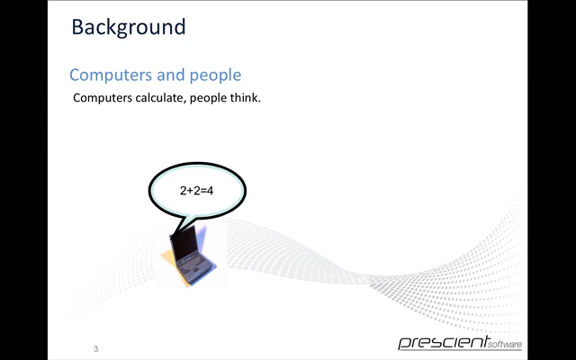 Background
Computers and people
Computers calculate, people think.
2+2=4
3
prescient software